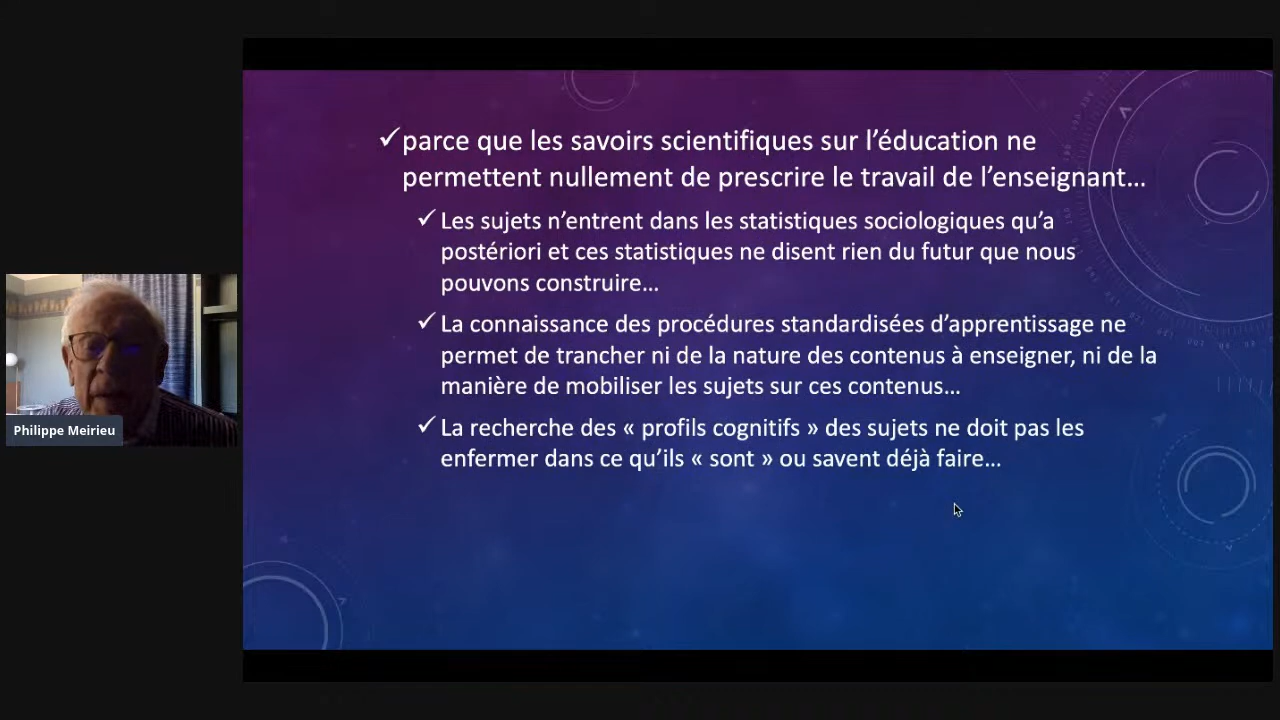 ✓parce que les savoirs scientifiques sur l'éducation ne
permettent nullement de prescrire le travail de l'enseignant…
✓Les sujets n'entrent dans les statistiques sociologiques qu'a
postériori et ces statistiques ne disent rien du futur que nous
pouvons construire…
✓La connaissance des procédures standardisées d'apprentissage ne
permet de trancher ni de la nature des contenus à enseigner, ni de la
manière de mobiliser les sujets sur ces contenus…
✓La recherche des « profils cognitifs » des sujets ne doit pas les
enfermer dans ce qu'ils « sont » ou savent déjà faire…
Philippe Meirieu